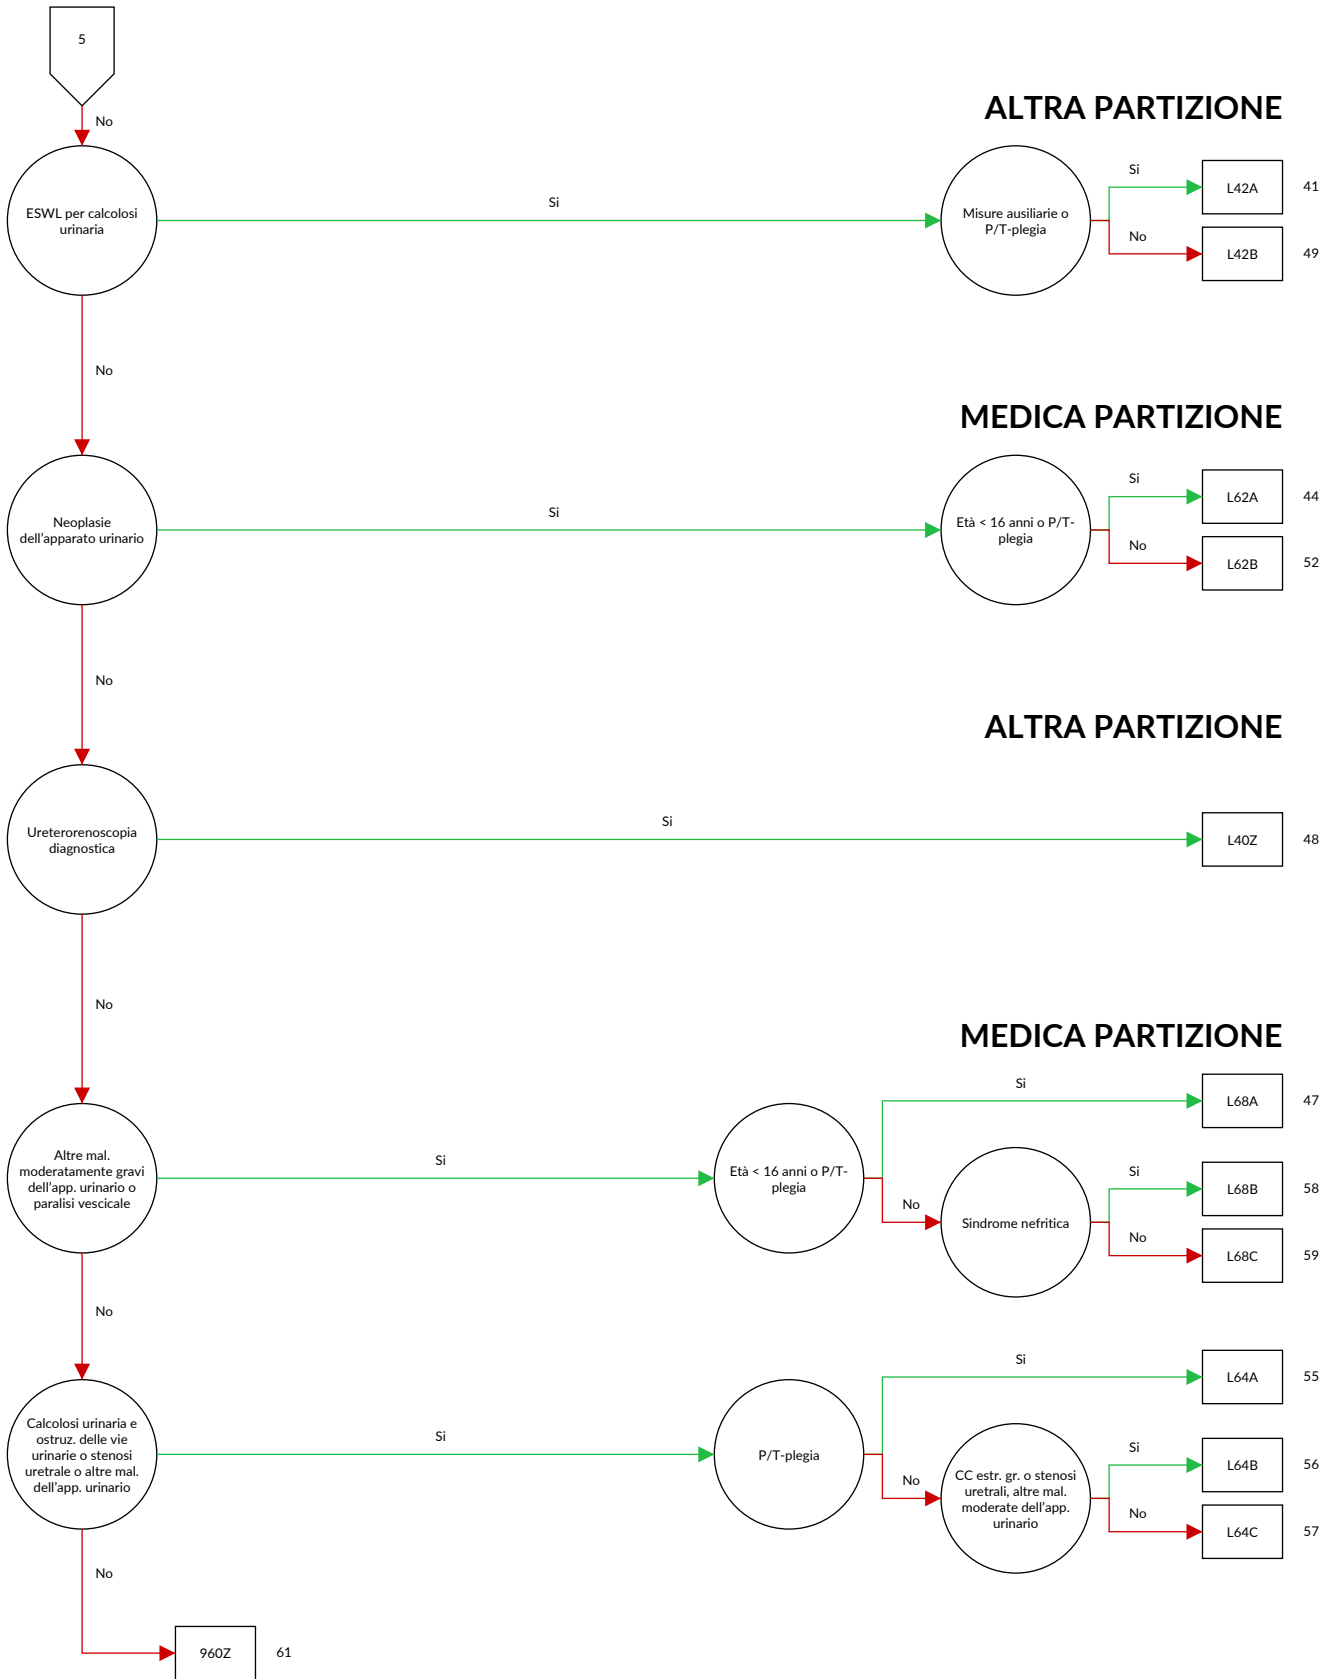 5
No
ALTRA PARTIZIONE
ESWL per calcolosi
urinaria
Si
Misure ausiliarie o
P/T-plegia
Si
L42A
41
No
L42B
49
No
MEDICA PARTIZIONE
Neoplasie
dell'apparato urinario
Si
Età < 16 anni o P/T-
plegia
Si
L62A
44
No
L62B
52
No
ALTRA PARTIZIONE
Ureterorenoscopia
diagnostica
Si
L40Z
48
No
MEDICA PARTIZIONE
Altre mal.
moderatamente gravi
dell'app. urinario o
paralisi vescicale
Si
Età < 16 anni o P/T-
plegia
Si
L68A
47
No
Sindrome nefritica
Si
L68B
58
No
L68C
59
No
Calcolosi urinaria e
ostruz. delle vie
urinarie o stenosi
uretrale o altre mal.
dell'app. urinario
Si
P/T-plegia
Si
L64A
55
No
CC estr. gr. o stenosi
uretrali, altre mal.
moderate dell'app.
urinario
Si
L64B
56
No
L64C
57
No
960Z
61